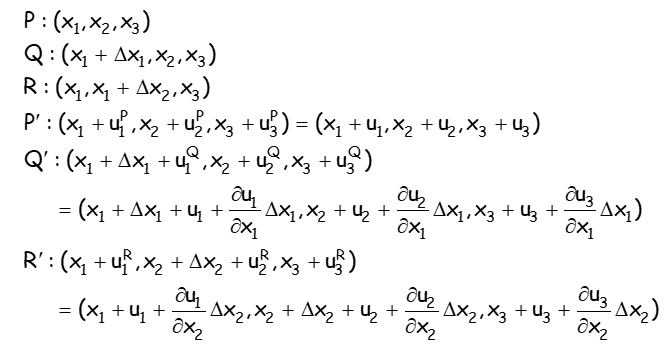 P : (x₁,x₂,x₃)
Q : (x₁ + Δx₁,x₂,x₃)
R : (x₁,x₁ + Δx₂,x₃)
P′ : (x₁ + u₁ᴾ,x₂ + u₂ᴾ,x₃ + u₃ᴾ) = (x₁ + u₁,x₂ + u₂,x₃ + u₃)
Q′ : (x₁ + Δx₁ + u₁^Q,x₂ + u₂^Q,x₃ + u₃^Q)
= (x₁ + Δx₁ + u₁ + ∂u₁/∂x₁ Δx₁,x₂ + u₂ + ∂u₂/∂x₁ Δx₁,x₃ + u₃ + ∂u₃/∂x₁ Δx₁)
R′ : (x₁ + u₁ᴿ,x₂ + Δx₂ + u₂ᴿ,x₃ + u₃ᴿ)
= (x₁ + u₁ + ∂u₁/∂x₂ Δx₂,x₂ + Δx₂ + u₂ + ∂u₂/∂x₂ Δx₂,x₃ + u₃ + ∂u₃/∂x₂ Δx₂)